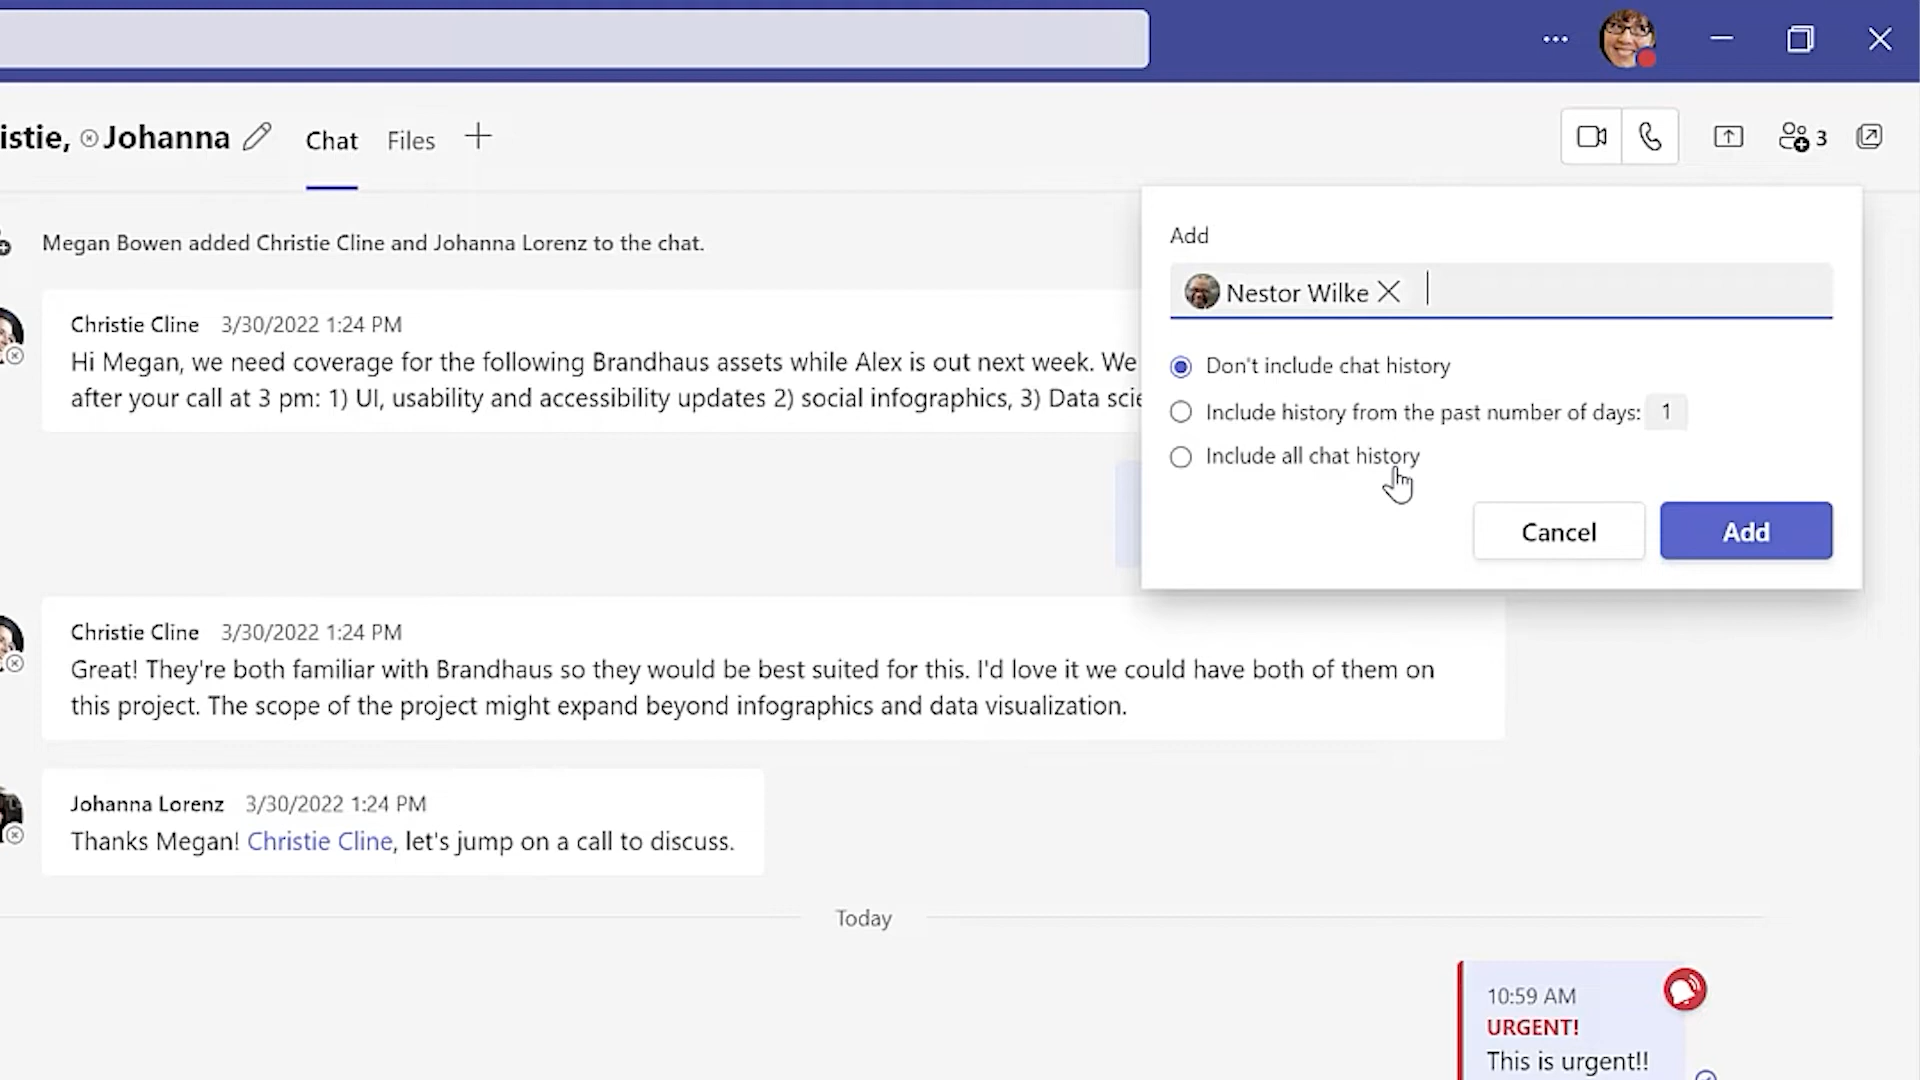 istie, Johanna
Chat
Files
3
Megan Bowen added Christie Cline and Johanna Lorenz to the chat.
Christie Cline 3/30/2022 1:24 PM
Hi Megan, we need coverage for the following Brandhaus assets while Alex is out next week. We
after your call at 3 pm: 1) UI, usability and accessibility updates 2) social infographics, 3) Data scie
Add
Nestor Wilke
Don't include chat history
Include history from the past number of days: 1
Include all chat history
Cancel
Add
Christie Cline 3/30/2022 1:24 PM
Great! They're both familiar with Brandhaus so they would be best suited for this. I'd love it we could have both of them on
this project. The scope of the project might expand beyond infographics and data visualization.
Johanna Lorenz 3/30/2022 1:24 PM
Thanks Megan! Christie Cline, let's jump on a call to discuss.
Today
10:59 AM
URGENT!
This is urgent!!